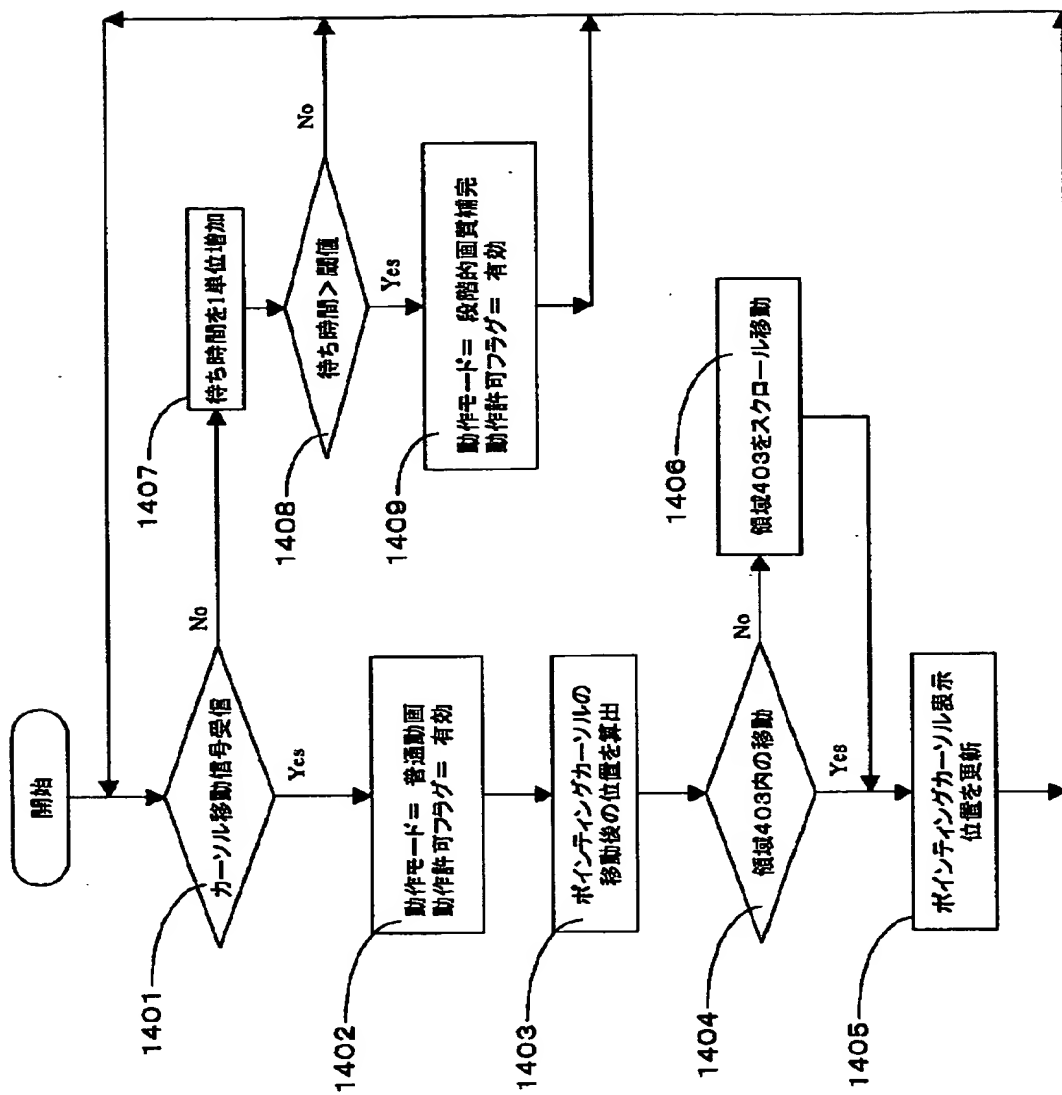 開始
1401
カーソル移動信号受信
Yes
No
1402
動作モード= 普通動画
動作許可フラグ= 有効
1403
ポインティングカーソルの
移動後の位置を算出
1404
領域403内の移動
Yes
No
1405
ポインティングカーソル表示
位置を更新
1406
領域403をスクロール移動
1407
待ち時間を1単位増加
1408
待ち時間>閾値
Yes
No
1409
動作モード= 段階的画質補完
動作許可フラグ= 有効